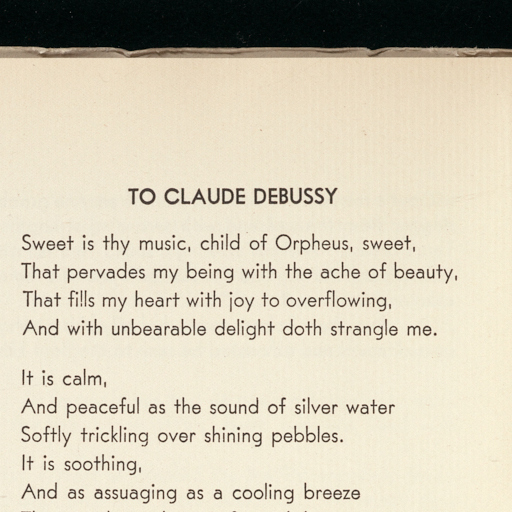 TO CLAUDE DEBUSSY
Sweet is thy music, child of Orpheus, sweet,
That pervades my being with the ache of beauty,
That fills my heart with joy to overflowing,
And with unbearable delight doth strangle me.
It is calm,
And peaceful as the sound of silver water
Softly trickling over shining pebbles.
It is soothing,
And as assuaging as a cooling breeze